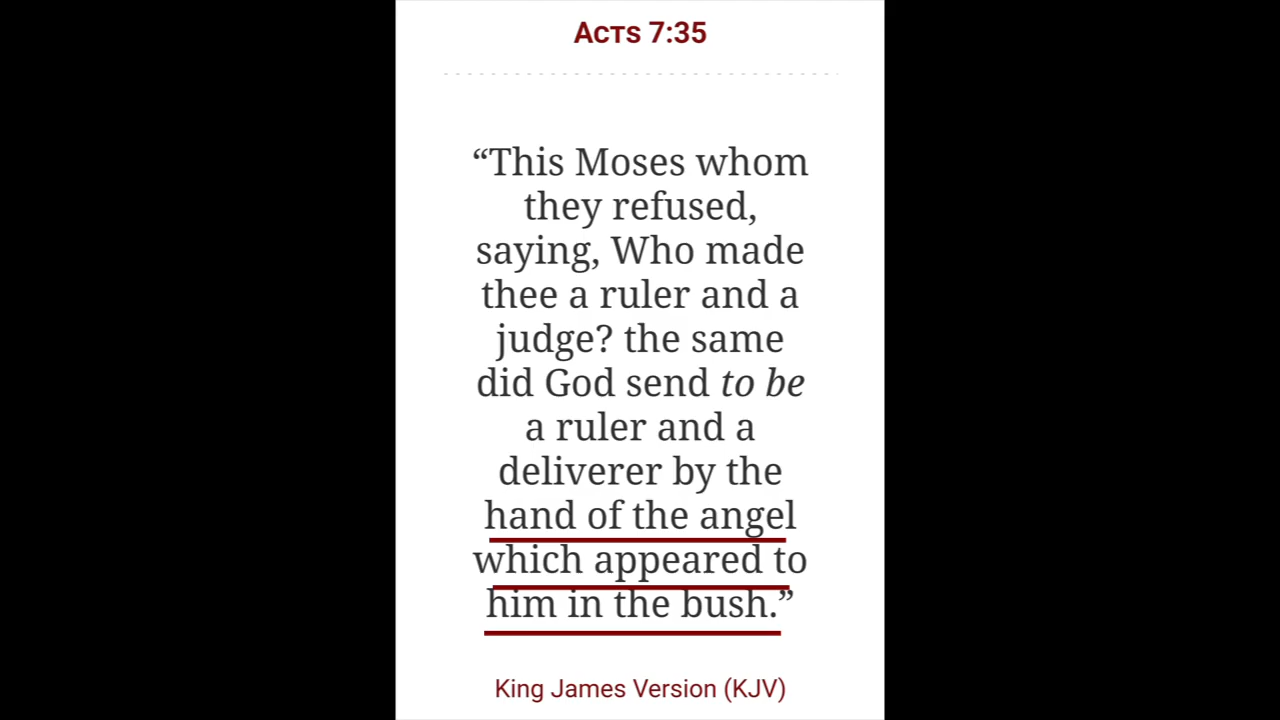 Acts 7:35
“This Moses whom
they refused,
saying, Who made
thee a ruler and a
judge? the same
did God send to be
a ruler and a
deliverer by the
hand of the angel
which appeared to
him in the bush.”
King James Version (KJV)